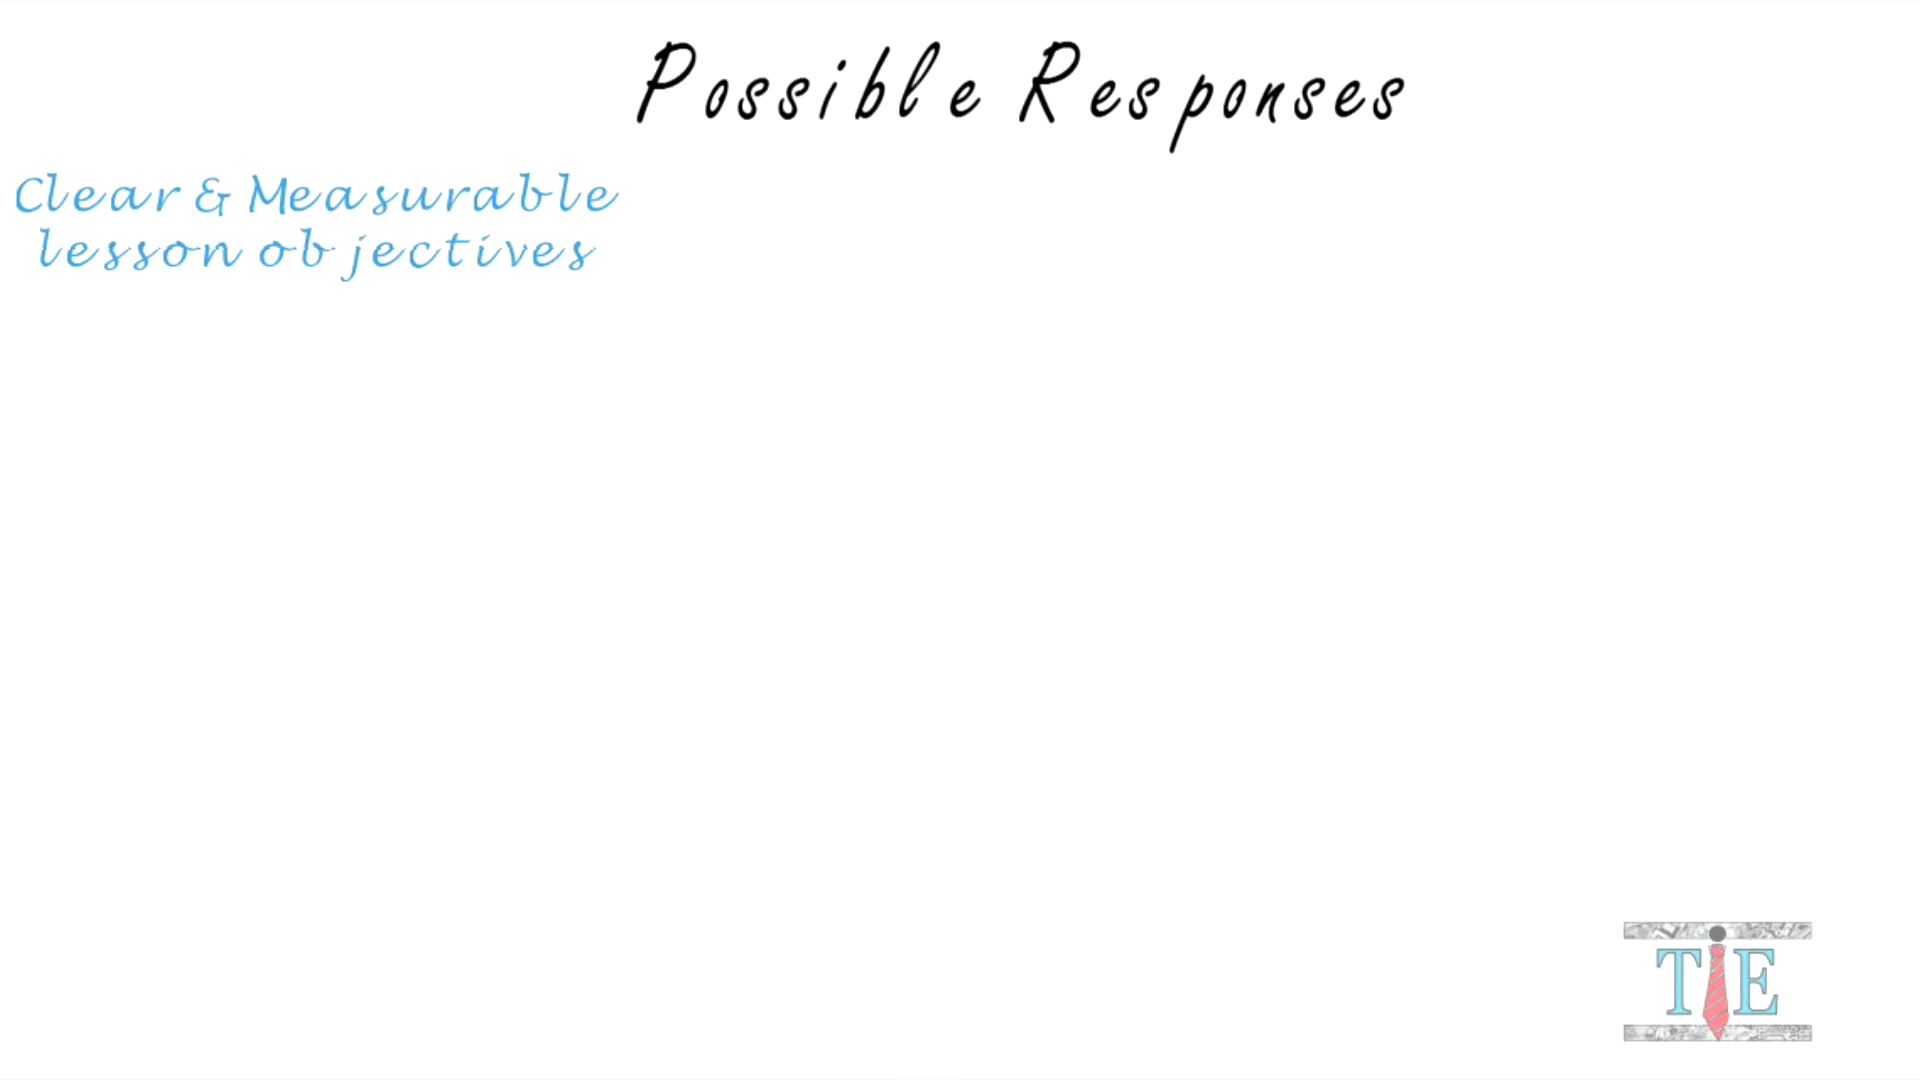 Possible Responses
Clear & Measurable
lesson objectives
TIE